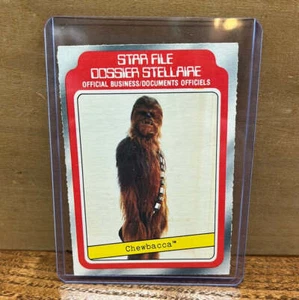 STAR FILE
DOSSIER STELLAIRE
OFFICIAL BUSINESS/DOCUMENTS OFFICIELS
Chewbacca™